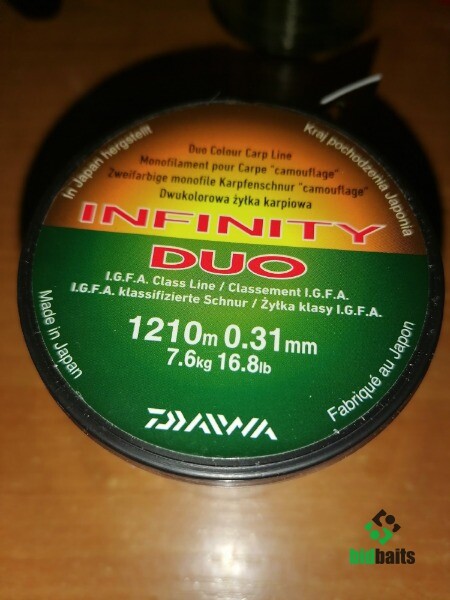 In Japan hergestellt
Kraj pochodzenia Japonia
Duo Colour Carp Line
Monofilament pour Carpe "camouflage"
Zweifarbige monofile Karpfenschnur "camouflage"
Dwukolorowa żyłka karpiowa
INFINITY
DUO
I.G.F.A. Class Line / Classement I.G.F.A.
I.G.F.A. klassifizierte Schnur / Żyłka klasy I.G.F.A.
1210m 0.31mm
7.6kg 16.8lb
Made in Japan
Fabriqué au Japon
DAIWA
bidbaits